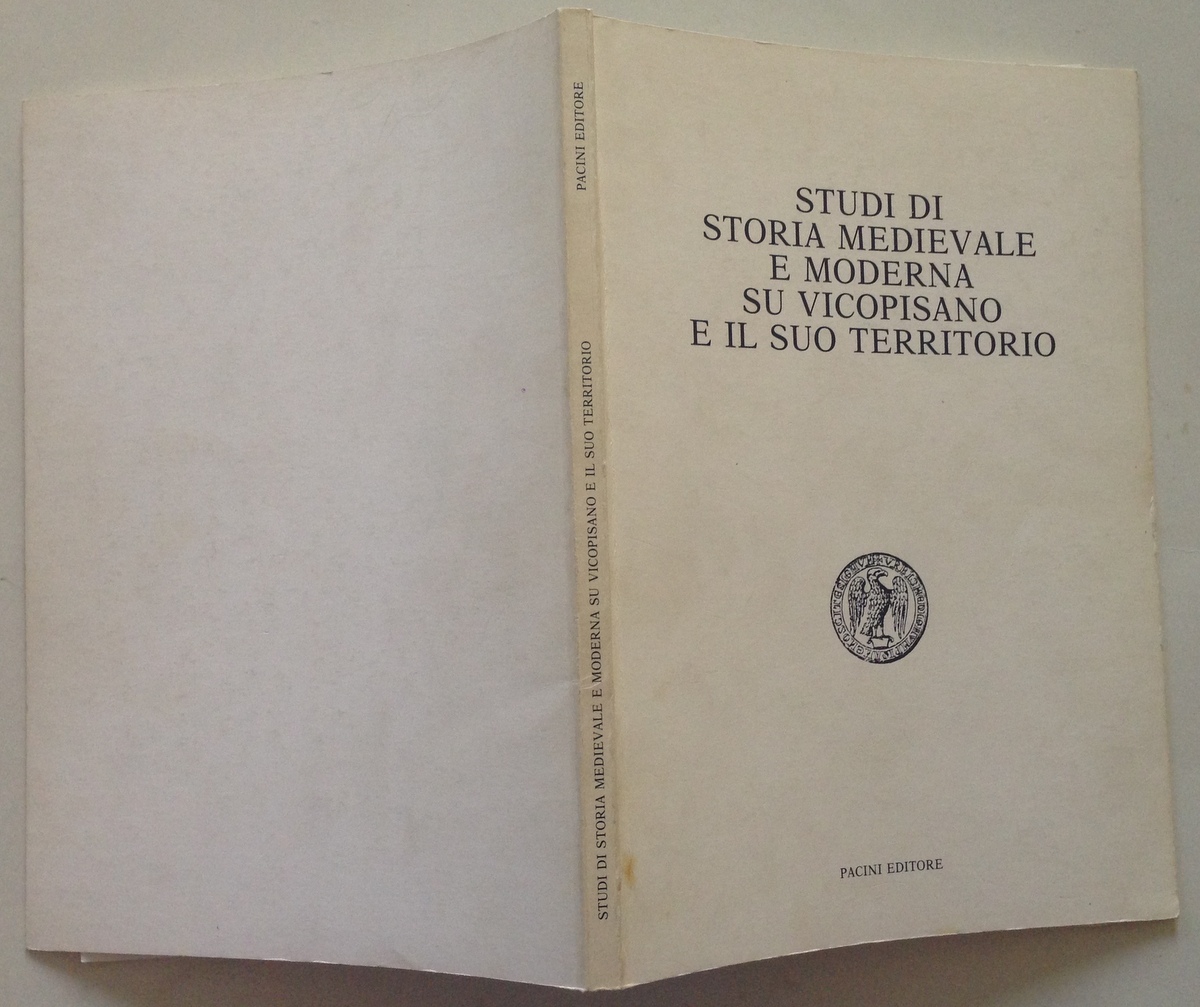 STUDI DI
STORIA MEDIEVALE
E MODERNA
SU VICOPISANO
E IL SUO TERRITORIO
PACINI EDITORE
STUDI DI STORIA MEDIEVALE E MODERNA SU VICOPISANO E IL SUO TERRITORIO
PACINI EDITORE